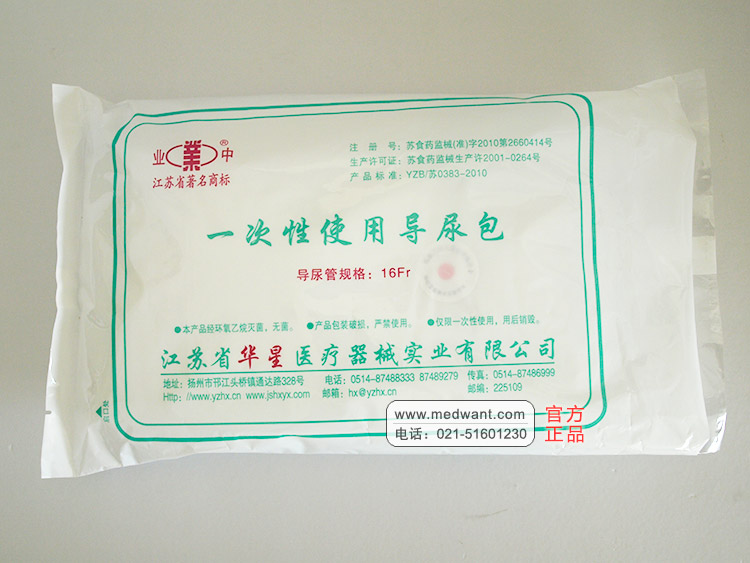 業
业 中®
江苏省著名商标
注 册 号：苏食药监械(准)字2010第2660414号
生产许可证：苏食药监械生产许2001-0264号
产品标准：YZB/苏0383-2010
一次性使用导尿包
导尿管规格：16Fr
●本产品经环氧乙烷灭菌，无菌。 ●产品包装破损，严禁使用。 ●仅限一次性使用，用后销毁。
江苏省华星医疗器械实业有限公司
地址：扬州市邗江头桥镇通达路328号 电话：0514-87488333 87489279 传真：0514-87486999
Http://www.yzhx.cn www.jshxyx.com 邮箱：hx@yzhx.cn 邮编：225109
启口处
www.medwant.com
电话：021-51601230
官方
正品